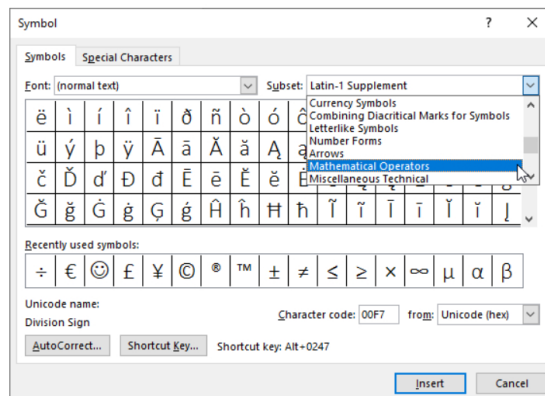 Symbol ? ×
Symbols Special Characters
Font: (normal text) Subset: Latin-1 Supplement
Currency Symbols
Combining Diacritical Marks for Symbols
Letterlike Symbols
Number Forms
Arrows
Mathematical Operators
Miscellaneous Technical
ë ì í î ï ð ñ ò ó
ü ý þ ÿ Ā ā Ă ă Ą
č Ď ď Đ đ Ē ē Ĕ ĕ
Ğ ğ Ġ ġ Ģ ģ Ĥ ĥ Ħ ħ Ĩ ĩ Ī ī Ĭ ĭ Į
Recently used symbols:
÷ € ☺ £ ¥ © ® ™ ± ≠ ≤ ≥ × ∞ µ α β
Unicode name:
Division Sign
Character code: 00F7 from: Unicode (hex)
AutoCorrect... Shortcut Key... Shortcut key: Alt+0247
Insert Cancel